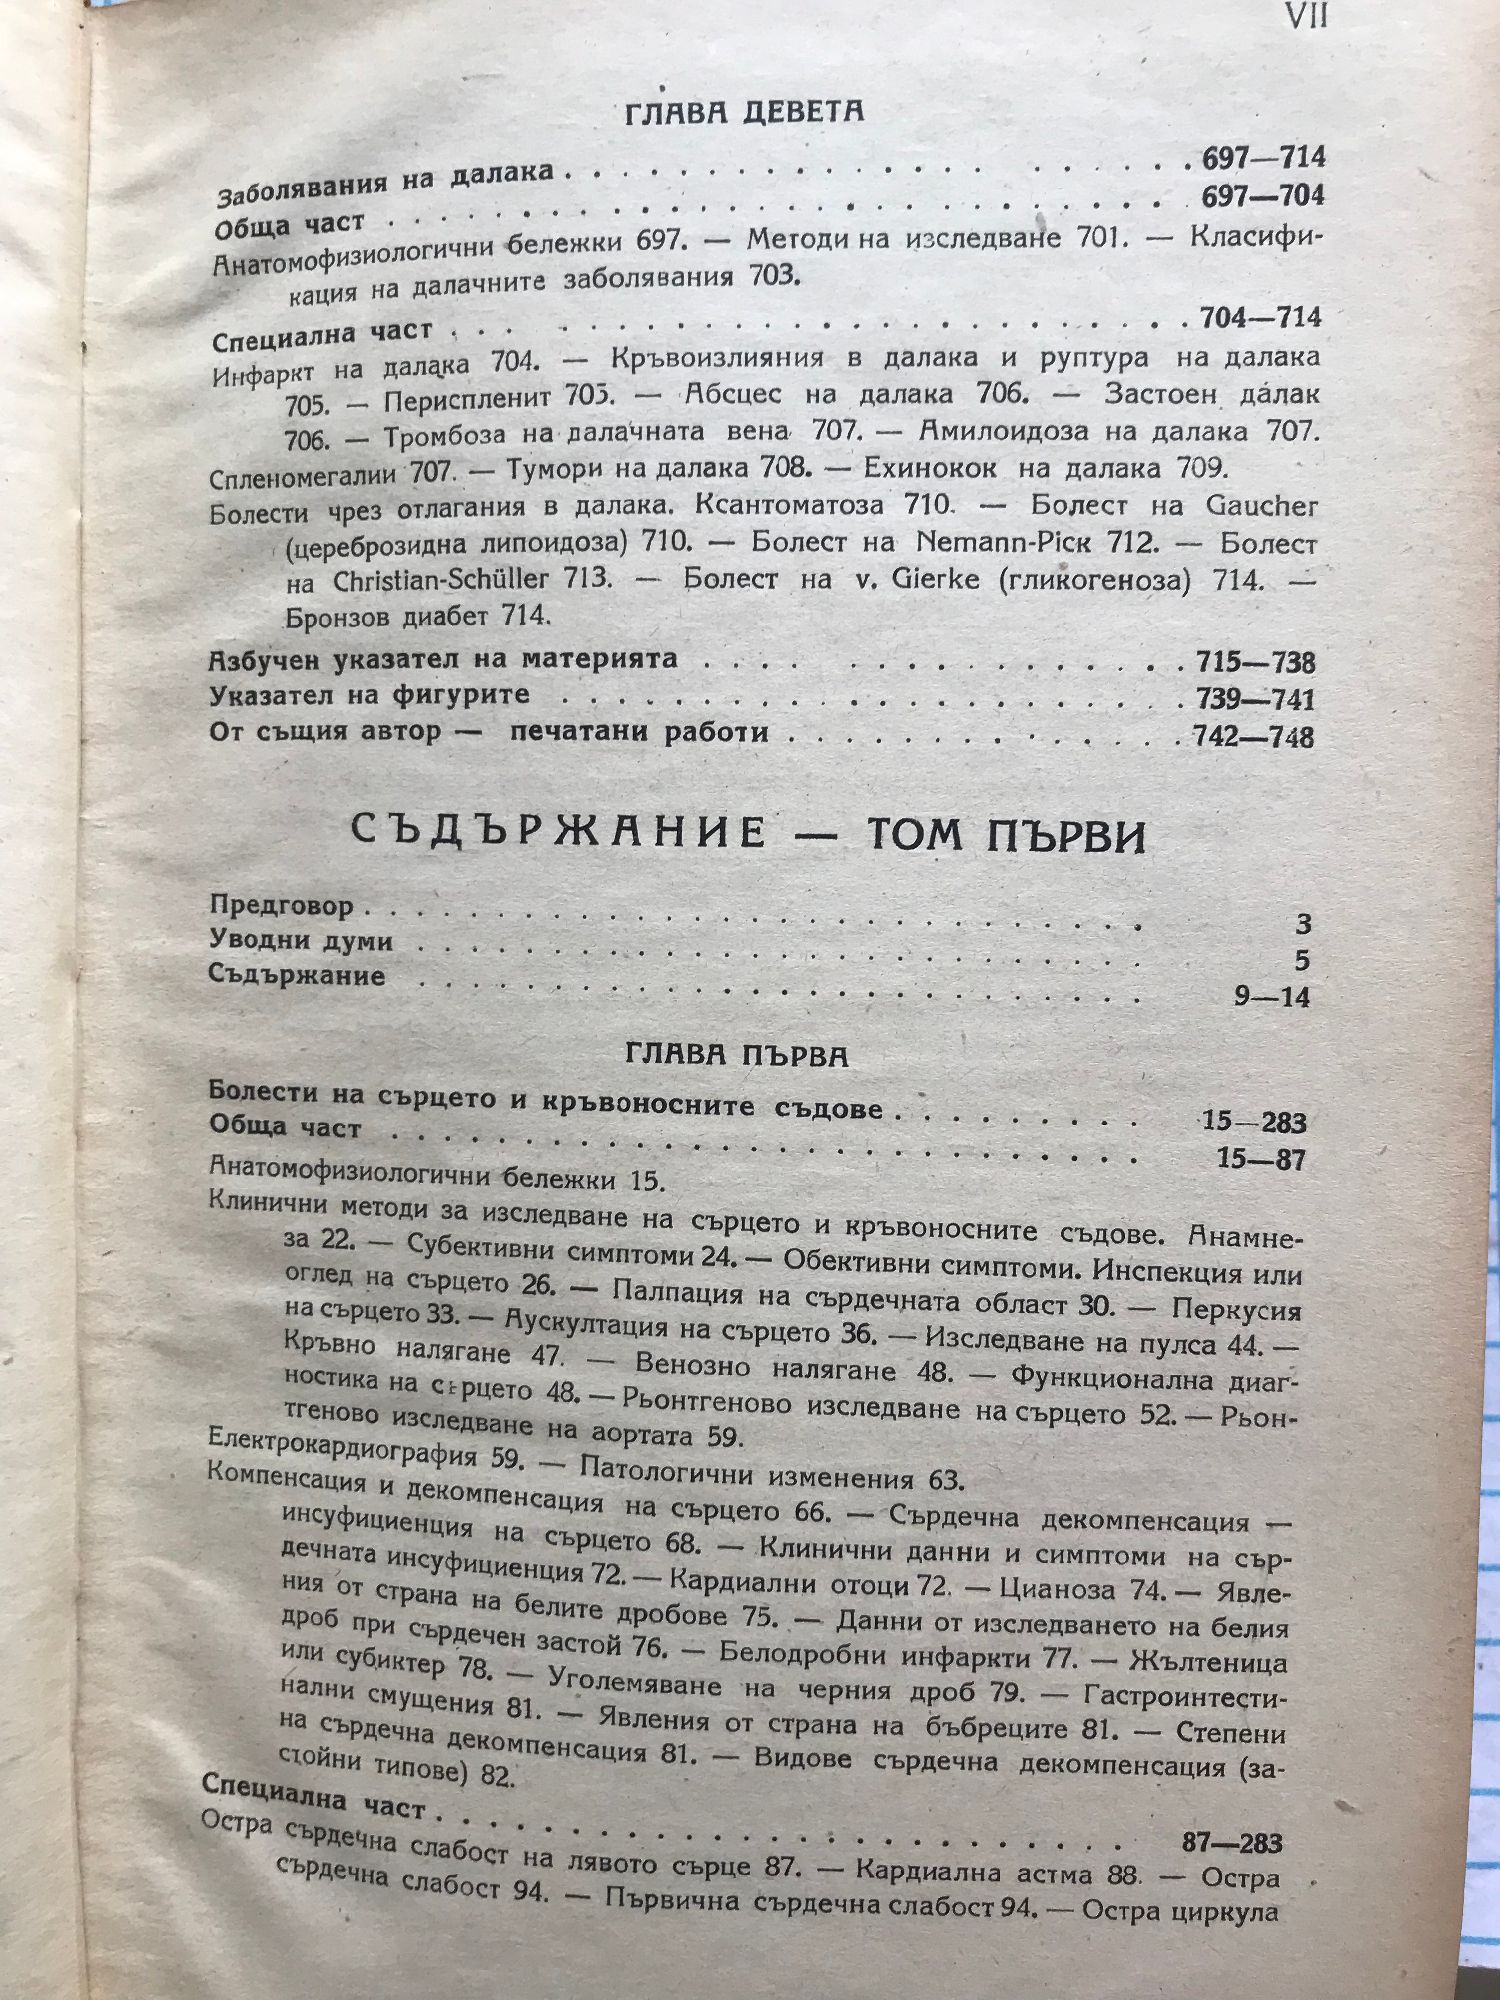 VII
ГЛАВА ДЕВЕТА
Заболявания на далака . . . . . . . . . . . . . . . . . . . . 697—714
Обща част . . . . . . . . . . . . . . . . . . . . . . . . . . . 697—704
Анатомофизиологични бележки 697. — Методи на изследване 701. — Класифи-
кация на далачните заболявания 703.
Специална част . . . . . . . . . . . . . . . . . . . . . . . . . 704—714
Инфаркт на далака 704. — Кръвоизлияния в далака и руптура на далака
705. — Периспленит 705. — Абсцес на далака 706. — Застоен далак
706. — Тромбоза на далачната вена 707. — Амилоидоза на далака 707.
Спленомегалии 707. — Тумори на далака 708. — Ехинокок на далака 709.
Болести чрез отлагания в далака. Ксантоматоза 710. — Болест на Gaucher
(цереброзидна липоидоза) 710. — Болест на Nemann-Pick 712. — Болест
на Christian-Schüller 713. — Болест на v. Gierke (гликогеноза) 714. —
Бронзов диабет 714.
Азбучен указател на материята . . . . . . . . . . . . . . . . 715—738
Указател на фигурите . . . . . . . . . . . . . . . . . . . . . . 739—741
От същия автор — печатани работи . . . . . . . . . . . . . . 742—748
СЪДЪРЖАНИЕ — ТОМ ПЪРВИ
Предговор . . . . . . . . . . . . . . . . . . . . . . . . . . . . 3
Уводни думи . . . . . . . . . . . . . . . . . . . . . . . . . . 5
Съдържание . . . . . . . . . . . . . . . . . . . . . . . . . . 9—14
ГЛАВА ПЪРВА
Болести на сърцето и кръвоносните съдове . . . . . . . . . 15—283
Обща част . . . . . . . . . . . . . . . . . . . . . . . . . . . 15—87
Анатомофизиологични бележки 15.
Клинични методи за изследване на сърцето и кръвоносните съдове. Анамне-
за 22. — Субективни симптоми 24. — Обективни симптоми. Инспекция или
оглед на сърцето 26. — Палпация на сърдечната област 30. — Перкусия
на сърцето 33. — Аускултация на сърцето 36. — Изследване на пулса 44. —
Кръвно налягане 47. — Венозно налягане 48. — Функционална диаг-
ностика на сърцето 48. — Рьонтгеново изследване на сърцето 52. — Рьон-
тгеново изследване на аортата 59.
Електрокардиография 59. — Патологични изменения 63.
Компенсация и декомпенсация на сърцето 66. — Сърдечна декомпенсация —
инсуфициенция на сърцето 68. — Клинични данни и симптоми на сър-
дечната инсуфициенция 72. — Кардиални отоци 72. — Цианоза 74. — Явле-
ния от страна на белите дробове 75. — Данни от изследването на белия
дроб при сърдечен застой 76. — Белодробни инфаркти 77. — Жълтеница
или субиктер 78. — Уголемяване на черния дроб 79. — Гастроинтести-
нални смущения 81. — Явления от страна на бъбреците 81. — Степени
на сърдечна декомпенсация 81. — Видове сърдечна декомпенсация (за-
стойни типове) 82.
Специална част . . . . . . . . . . . . . . . . . . . . . . . . . 87—283
Остра сърдечна слабост на лявото сърце 87. — Кардиална астма 88. — Остра
сърдечна слабост 94. — Първична сърдечна слабост 94. — Остра циркула